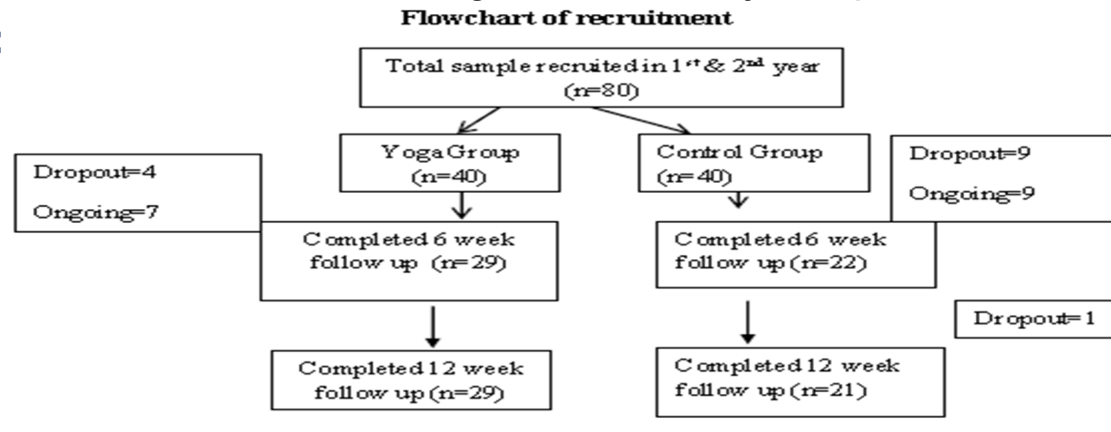 Flowchart of recruitment
Total sample recruited in 1st & 2nd year
(n=80)
Yoga Group
(n=40)
Control Group
(n=40)
Dropout=4
Ongoing=7
Dropout=9
Ongoing=9
Completed 6 week
follow up (n=29)
Completed 6 week
follow up (n=22)
Dropout=1
Completed 12 week
follow up (n=29)
Completed 12 week
follow up (n=21)